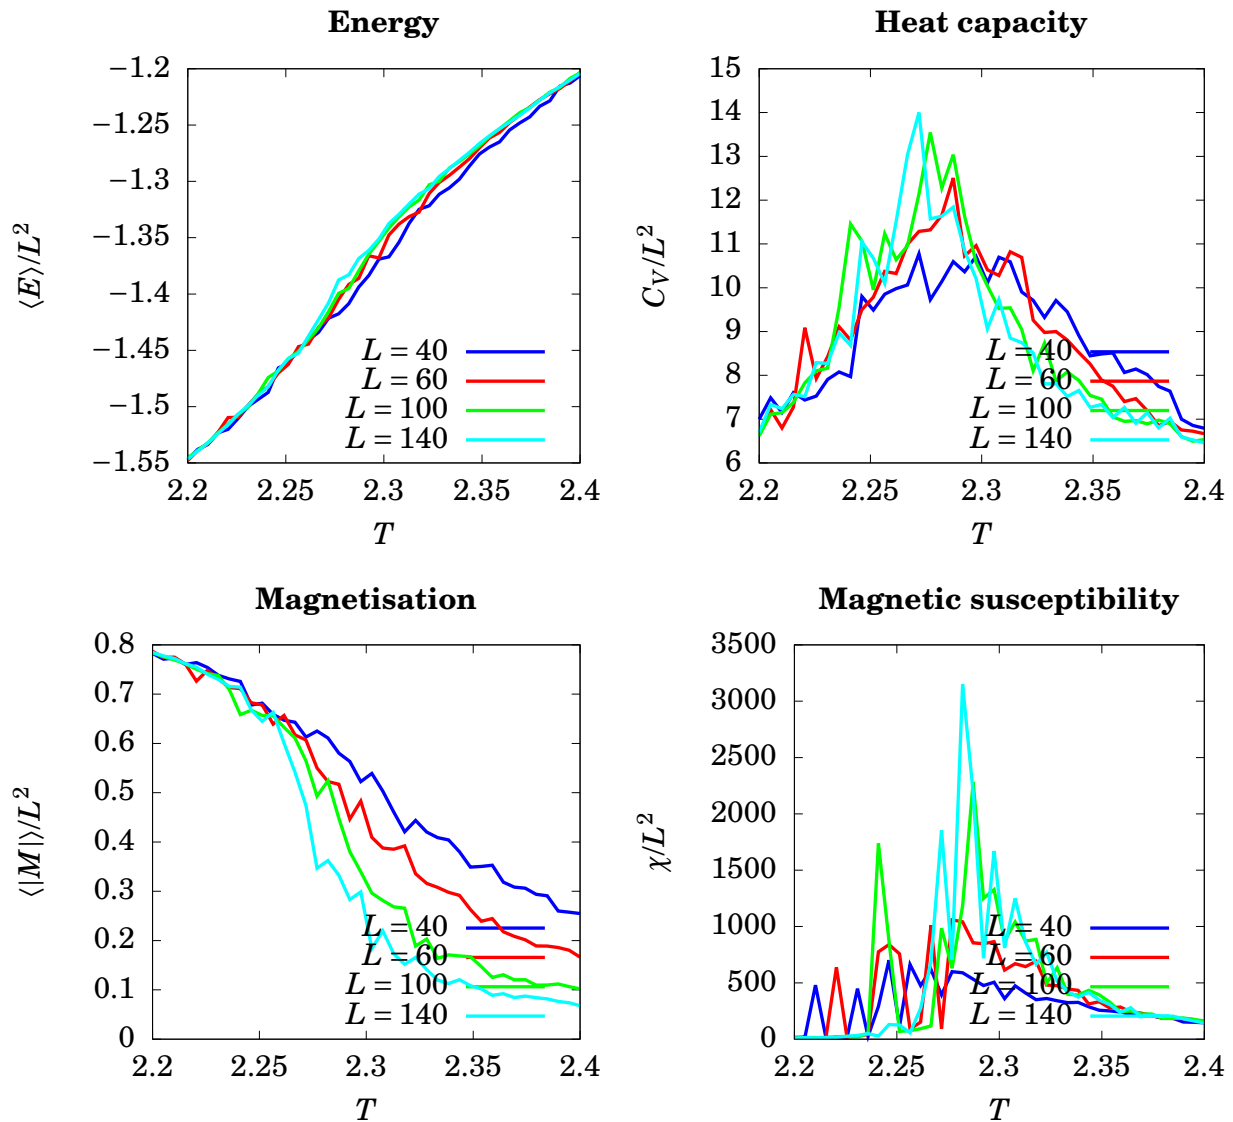 Energy
−1.2
−1.25
−1.3
−1.35
−1.4
−1.45
−1.5
−1.55
2.2 2.25 2.3 2.35 2.4
⟨E⟩/L²
T
L = 40
L = 60
L = 100
L = 140
Heat capacity
15
14
13
12
11
10
9
8
7
6
2.2 2.25 2.3 2.35 2.4
C_V/L²
T
L = 40
L = 60
L = 100
L = 140
Magnetisation
0.8
0.7
0.6
0.5
0.4
0.3
0.2
0.1
0
2.2 2.25 2.3 2.35 2.4
⟨|M|⟩/L²
T
L = 40
L = 60
L = 100
L = 140
Magnetic susceptibility
3500
3000
2500
2000
1500
1000
500
0
2.2 2.25 2.3 2.35 2.4
χ/L²
T
L = 40
L = 60
L = 100
L = 140